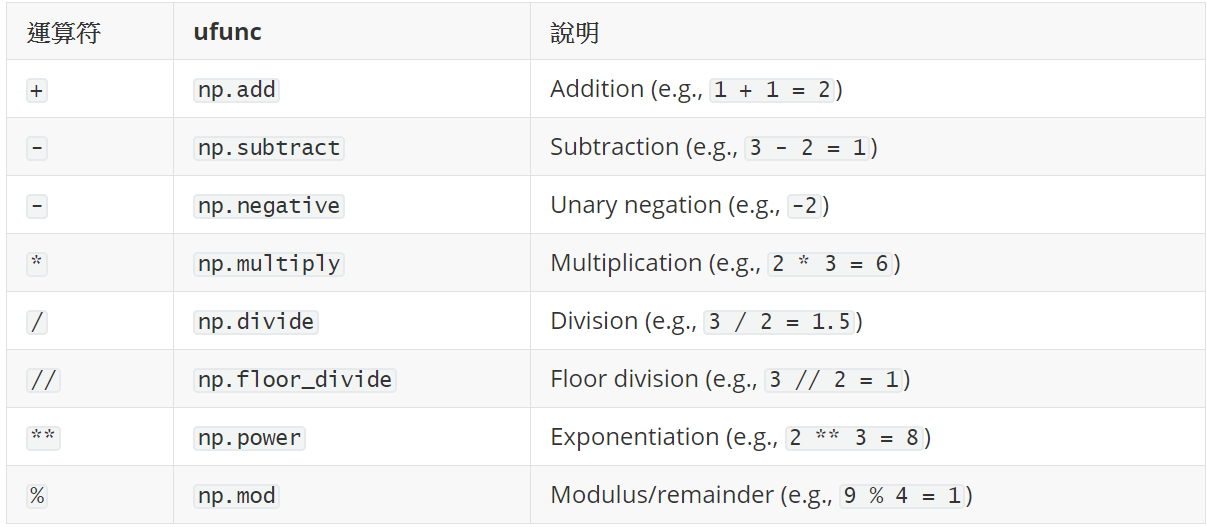 運算符 ufunc 說明
+ np.add Addition (e.g., 1 + 1 = 2)
- np.subtract Subtraction (e.g., 3 - 2 = 1)
- np.negative Unary negation (e.g., -2)
* np.multiply Multiplication (e.g., 2 * 3 = 6)
/ np.divide Division (e.g., 3 / 2 = 1.5)
// np.floor_divide Floor division (e.g., 3 // 2 = 1)
** np.power Exponentiation (e.g., 2 ** 3 = 8)
% np.mod Modulus/remainder (e.g., 9 % 4 = 1)